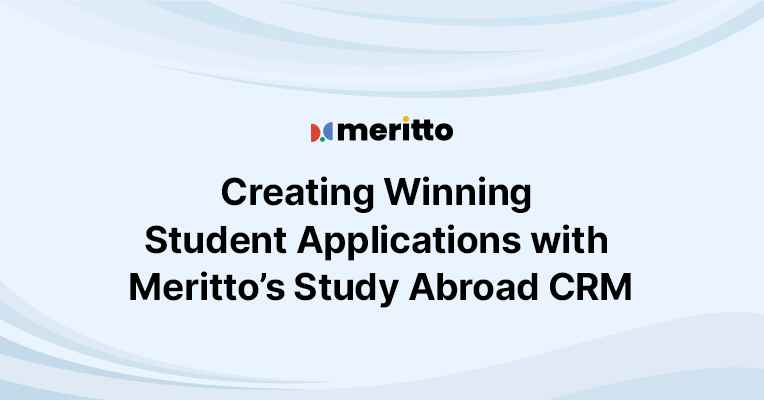 meritto
Creating Winning
Student Applications with
Meritto’s Study Abroad CRM